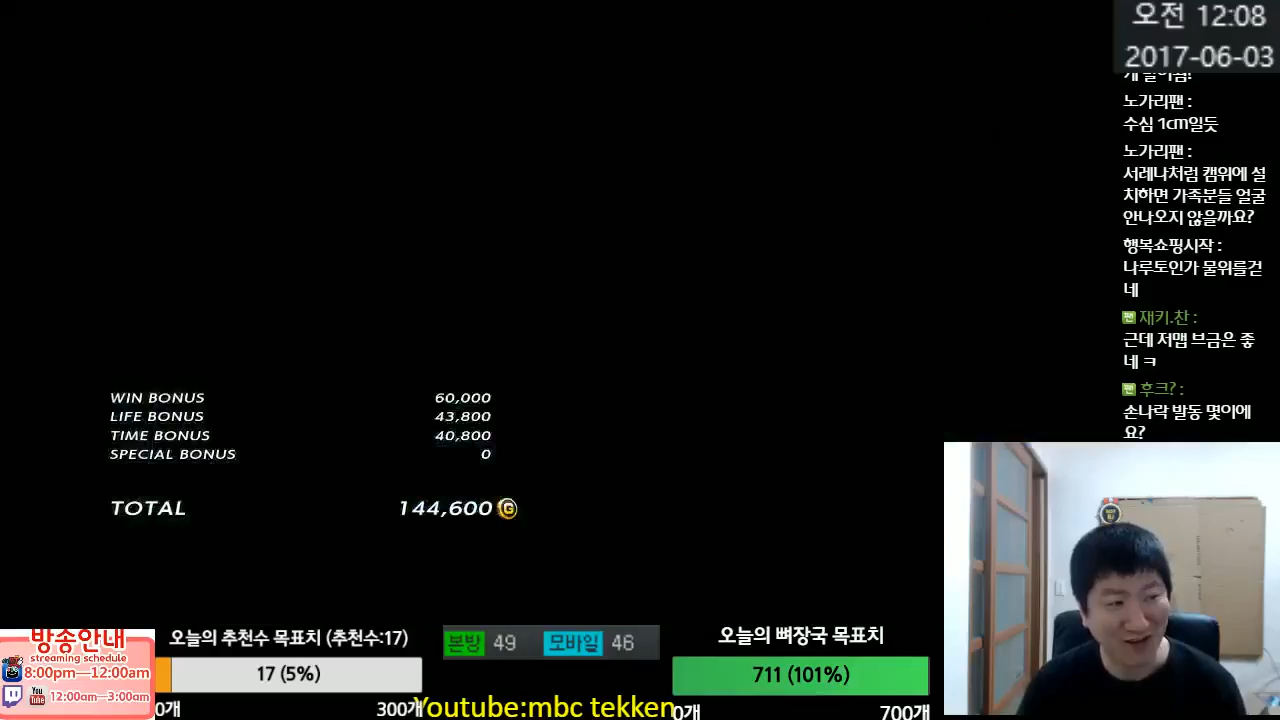 오전 12:08
2017-06-03
노가리팬 :
수심 1cm일듯
노가리팬 :
서레나처럼 캠위에 설
치하면 가족분들 얼굴
안나오지 않을까요?
행복쇼핑시작 :
나루토인가 물위를걷
네
팬 재키.찬 :
근데 저맵 브금은 좋
네 ㅋ
팬 후크? :
손나락 발동 몇이에
요?
WIN BONUS 60,000
LIFE BONUS 43,800
TIME BONUS 40,800
SPECIAL BONUS 0
TOTAL 144,600 G
방송안내
streaming schedule
8:00pm—12:00am
You Tube 12:00am—3:00am
오늘의 추천수 목표치 (추천수:17)
17 (5%)
0개 300개
본방 49 모바일 46
Youtube:mbc tekken
오늘의 뼈장국 목표치
711 (101%)
0개 700개